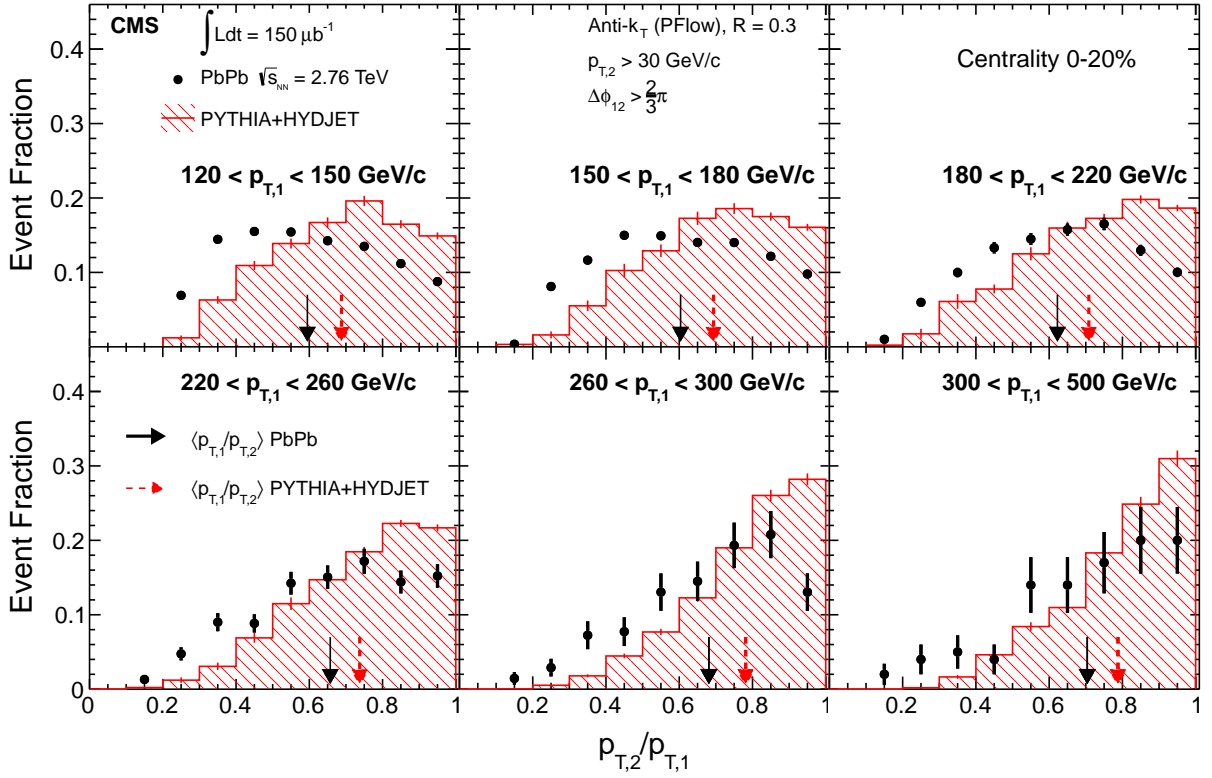 CMS
∫Ldt = 150 μb⁻¹
PbPb √s_NN = 2.76 TeV
PYTHIA+HYDJET
Anti-k_T (PFlow), R = 0.3
p_T,2 > 30 GeV/c
Δϕ_12 > 2/3 π
Centrality 0-20%
120 < p_T,1 < 150 GeV/c
150 < p_T,1 < 180 GeV/c
180 < p_T,1 < 220 GeV/c
Event Fraction
0.4
0.3
0.2
0.1
220 < p_T,1 < 260 GeV/c
260 < p_T,1 < 300 GeV/c
300 < p_T,1 < 500 GeV/c
⟨p_T,1/p_T,2⟩ PbPb
⟨p_T,1/p_T,2⟩ PYTHIA+HYDJET
Event Fraction
0.4
0.3
0.2
0.1
0
0 0.2 0.4 0.6 0.8 1
0.2 0.4 0.6 0.8 1
0.2 0.4 0.6 0.8 1
p_T,2/p_T,1